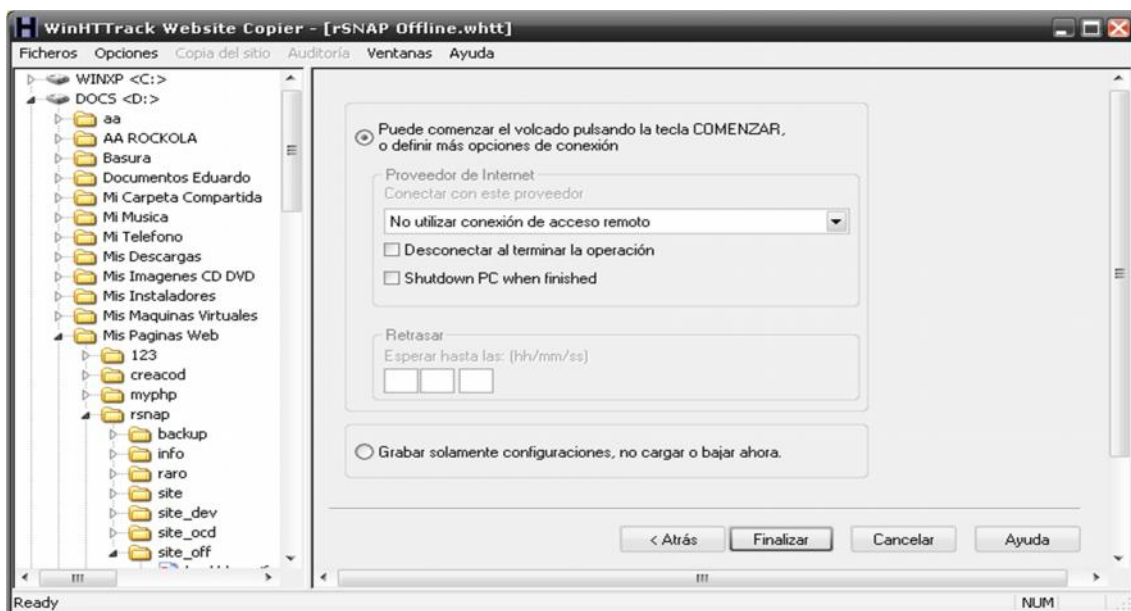 WinHTTrack Website Copier - [rSNAP Offline.whtt]
Ficheros Opciones Copia del sitio Auditoría Ventanas Ayuda
WINXP <C:>
DOCS <D:>
aa
AA ROCKOLA
Basura
Documentos Eduardo
Mi Carpeta Compartida
Mi Musica
Mi Telefono
Mis Descargas
Mis Imagenes CD DVD
Mis Instaladores
Mis Maquinas Virtuales
Mis Paginas Web
123
creacod
myphp
rsnap
backup
info
raro
site
site_dev
site_ocd
site_off
Puede comenzar el volcado pulsando la tecla COMENZAR,
o definir más opciones de conexión
Proveedor de Internet
Conectar con este proveedor
No utilizar conexión de acceso remoto
Desconectar al terminar la operación
Shutdown PC when finished
Retrasar
Esperar hasta las: (hh/mm/ss)
Grabar solamente configuraciones, no cargar o bajar ahora.
< Atrás Finalizar Cancelar Ayuda
Ready NUM